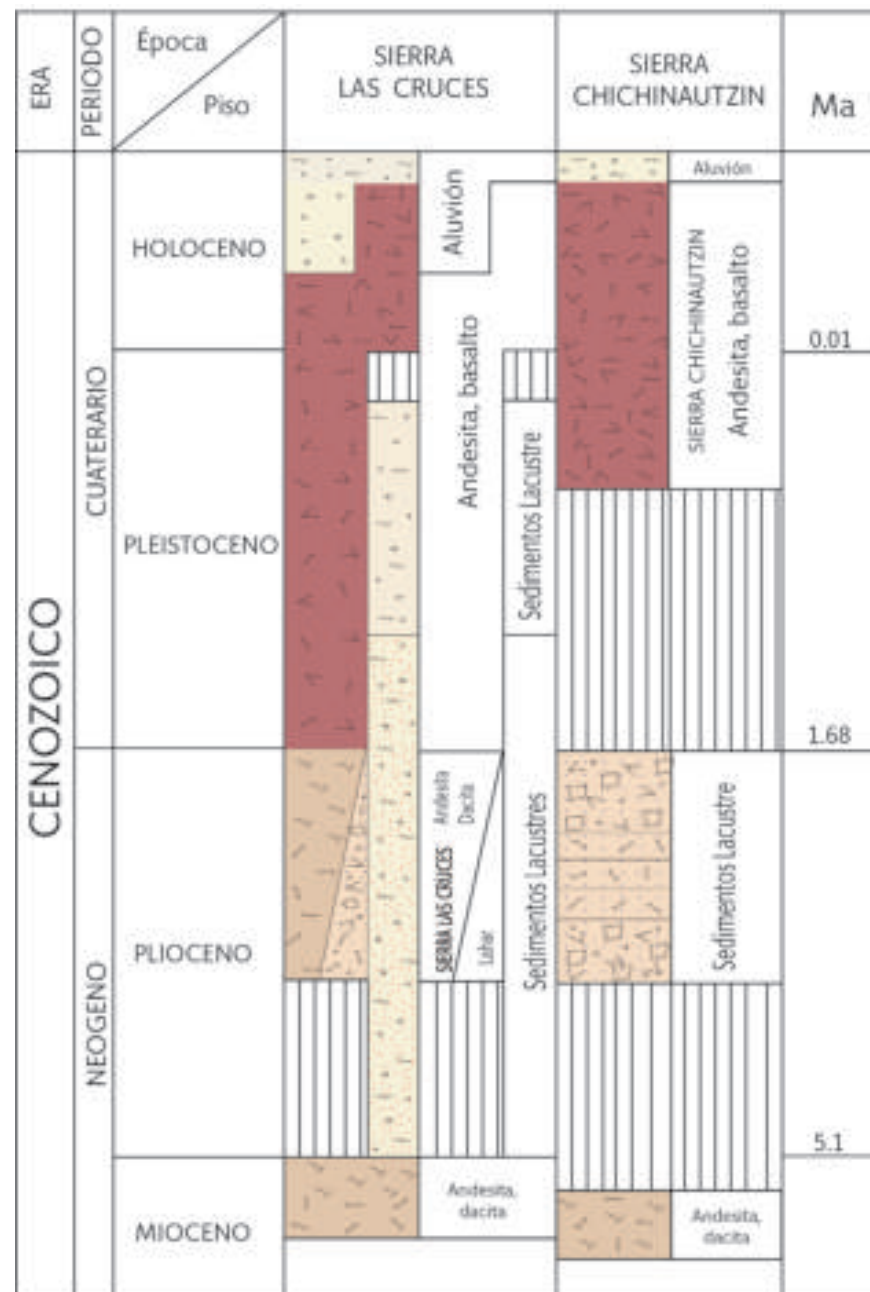 ERA
PERIODO
Época
Piso
SIERRA
LAS CRUCES
SIERRA
CHICHINAUTZIN
Ma
CENOZOICO
CUATERARIO
NEOGENO
HOLOCENO
PLEISTOCENO
PLIOCENO
MIOCENO
Aluvión
Andesita, basalto
Sedimentos Lacustre
SIERRA LAS CRUCES
Andesita
Dacita
Lahar
Sedimentos Lacustres
Andesita,
dacita
Aluvión
SIERRA CHICHINAUTZIN
Andesita, basalto
Sedimentos Lacustre
Andesita,
dacita
0.01
1.68
5.1